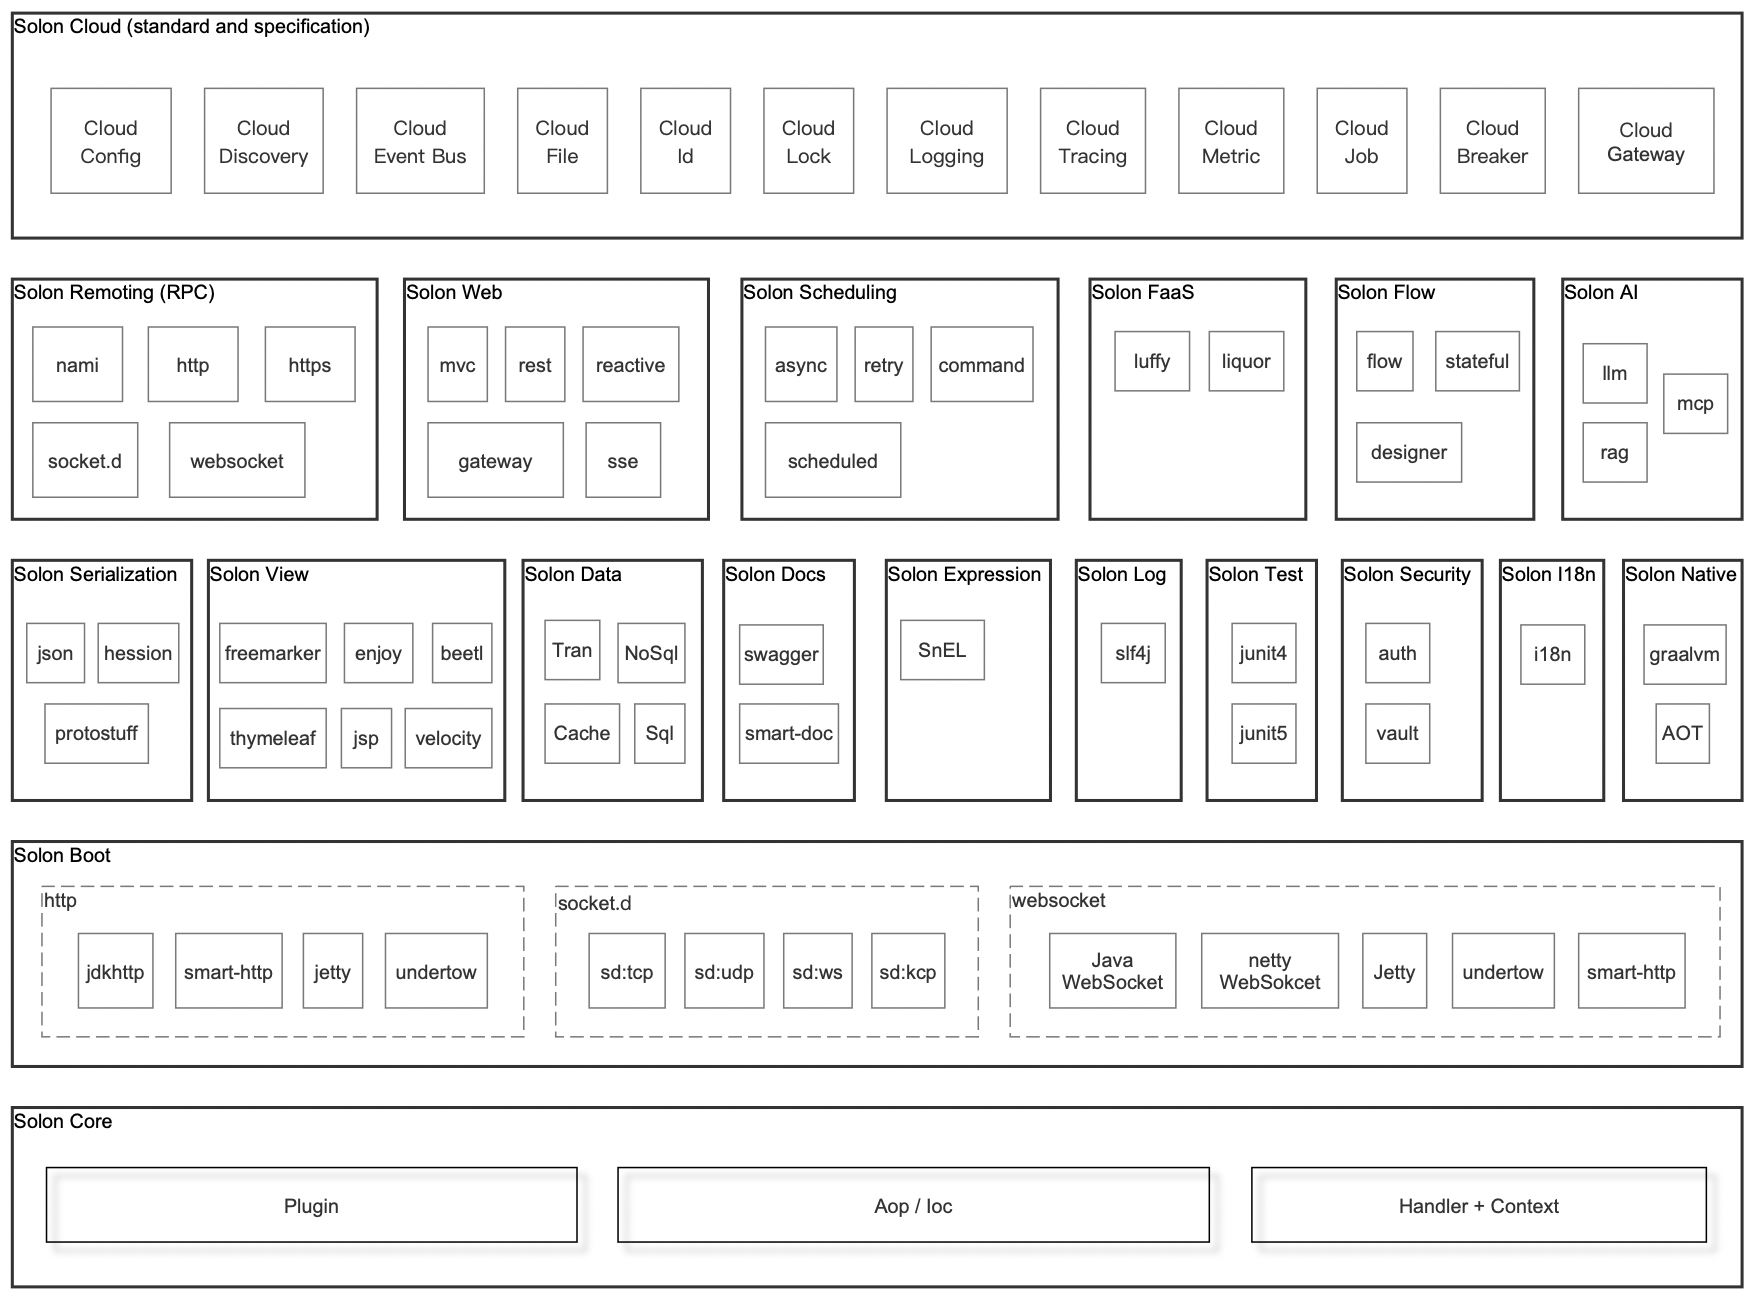 Solon Cloud (standard and specification)
Cloud
Config
Cloud
Discovery
Cloud
Event Bus
Cloud
File
Cloud
Id
Cloud
Lock
Cloud
Logging
Cloud
Tracing
Cloud
Metric
Cloud
Job
Cloud
Breaker
Cloud
Gateway
Solon Remoting (RPC)
nami
http
https
socket.d
websocket
Solon Web
mvc
rest
reactive
gateway
sse
Solon Scheduling
async
retry
command
scheduled
Solon FaaS
luffy
liquor
Solon Flow
flow
stateful
designer
Solon AI
llm
mcp
rag
Solon Serialization
json
hession
protostuff
Solon View
freemarker
enjoy
beetl
thymeleaf
jsp
velocity
Solon Data
Tran
NoSql
Cache
Sql
Solon Docs
swagger
smart-doc
Solon Expression
SnEL
Solon Log
slf4j
Solon Test
junit4
junit5
Solon Security
auth
vault
Solon I18n
i18n
Solon Native
graalvm
AOT
Solon Boot
http
jdkhttp
smart-http
jetty
undertow
socket.d
sd:tcp
sd:udp
sd:ws
sd:kcp
websocket
Java
WebSocket
netty
WebSokcet
Jetty
undertow
smart-http
Solon Core
Plugin
Aop / Ioc
Handler + Context